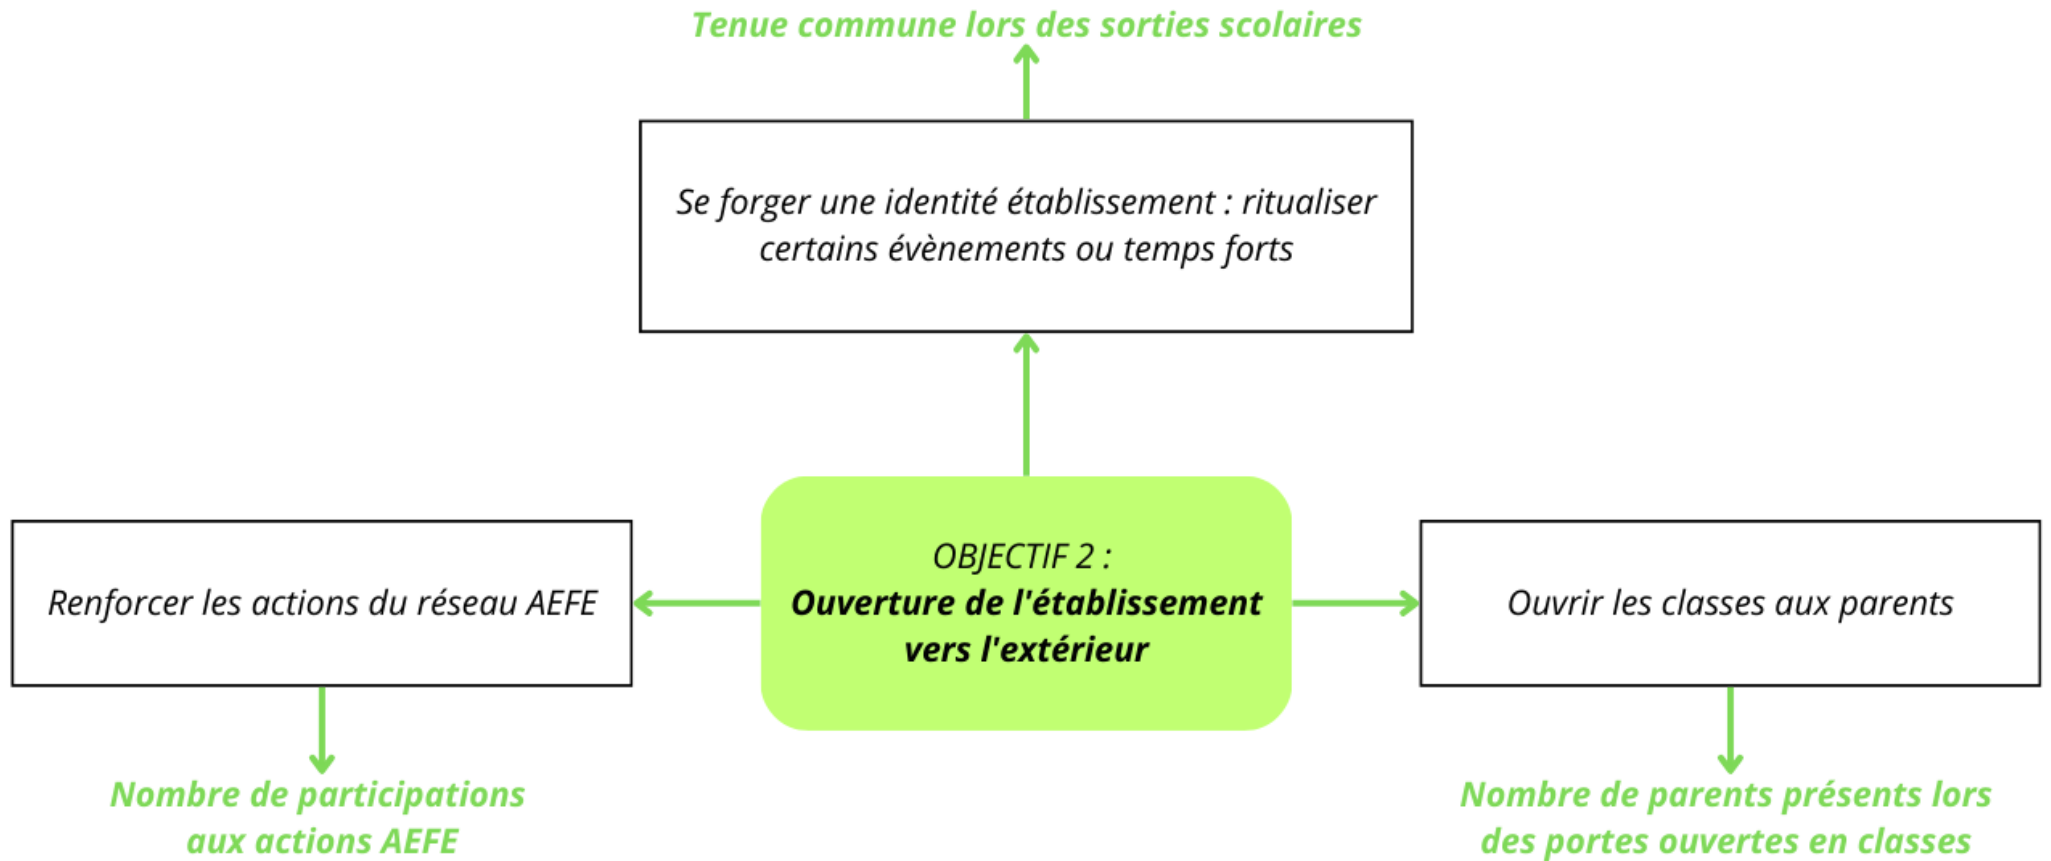 Tenue commune lors des sorties scolaires
Se forger une identité établissement : ritualiser
certains évènements ou temps forts
OBJECTIF 2 :
Ouverture de l'établissement
vers l'extérieur
Renforcer les actions du réseau AEFE
Ouvrir les classes aux parents
Nombre de participations
aux actions AEFE
Nombre de parents présents lors
des portes ouvertes en classes